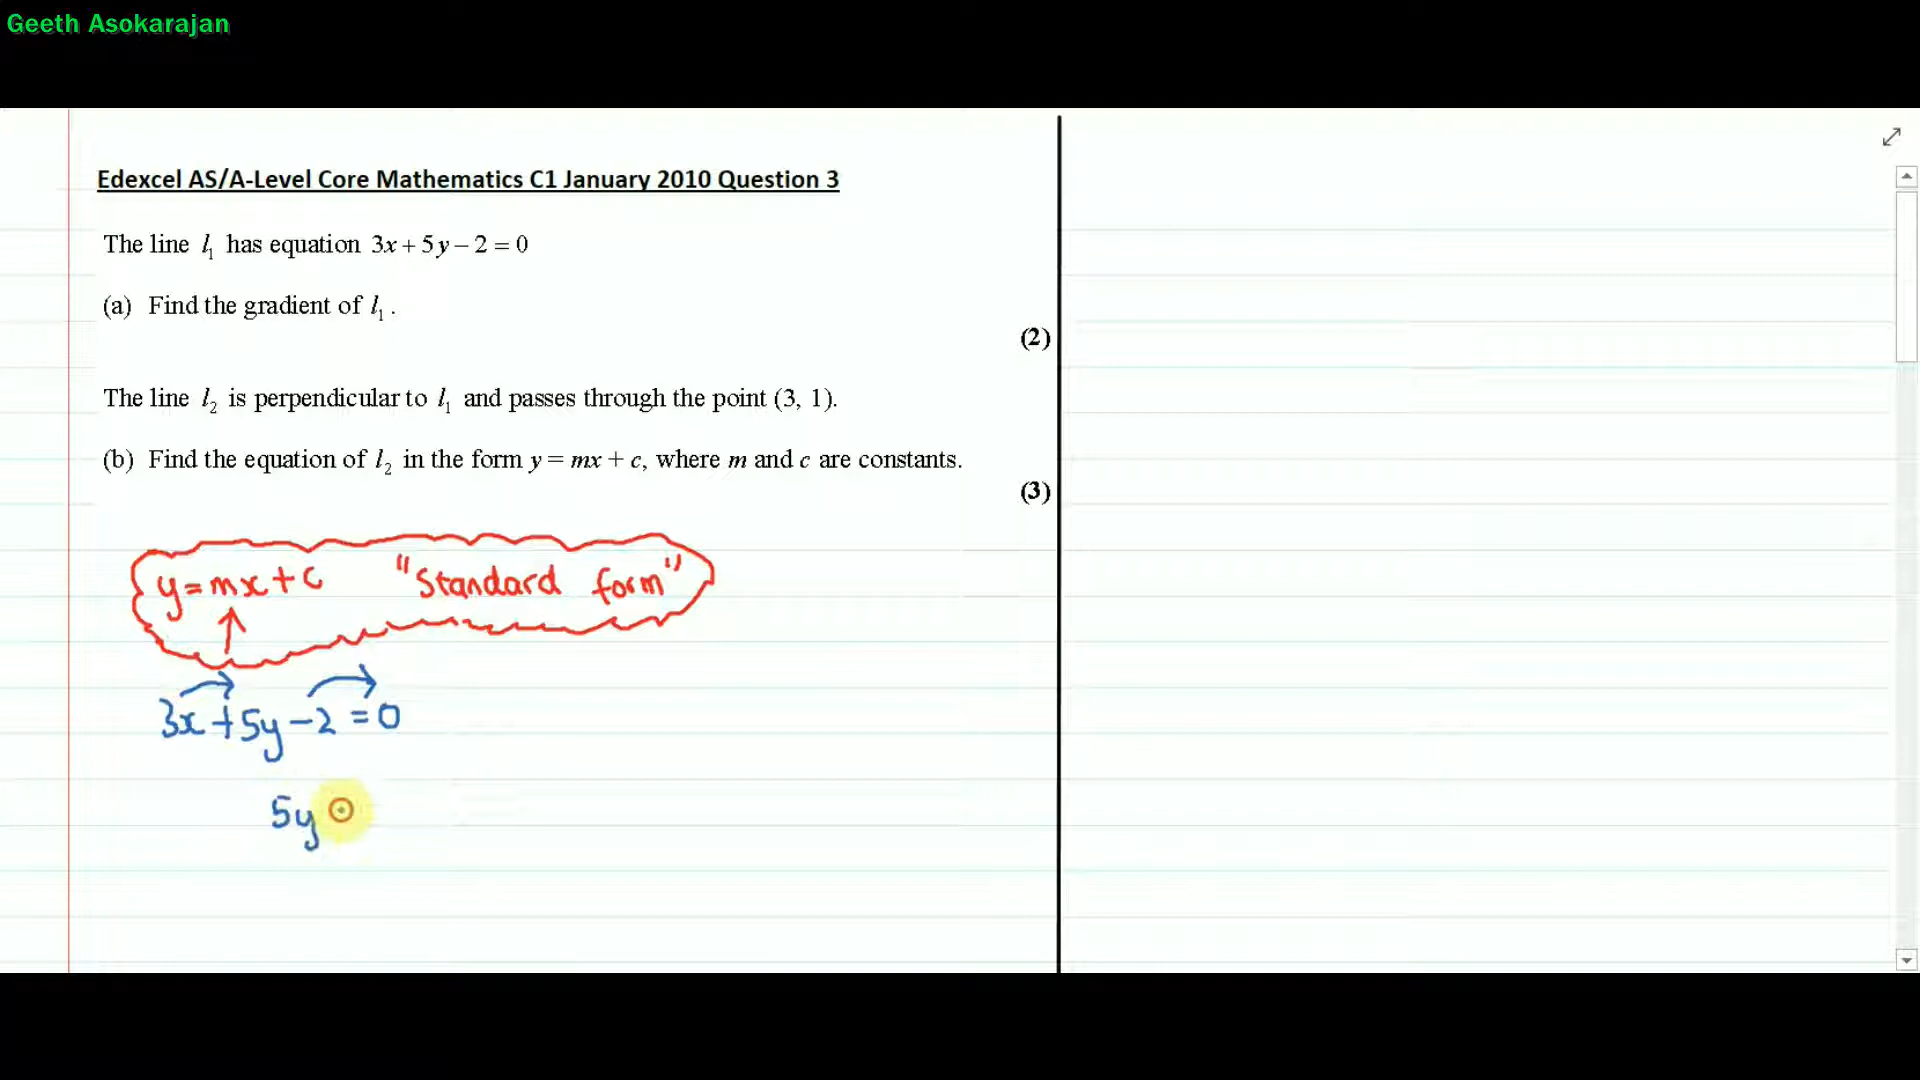 Geeth Asokarajan
Edexcel AS/A-Level Core Mathematics C1 January 2010 Question 3
The line l₁ has equation 3x + 5y − 2 = 0
(a) Find the gradient of l₁ .
(2)
The line l₂ is perpendicular to l₁ and passes through the point (3, 1).
(b) Find the equation of l₂ in the form y = mx + c, where m and c are constants.
(3)
y=mx+c "Standard form"
3x+5y-2=0
5y